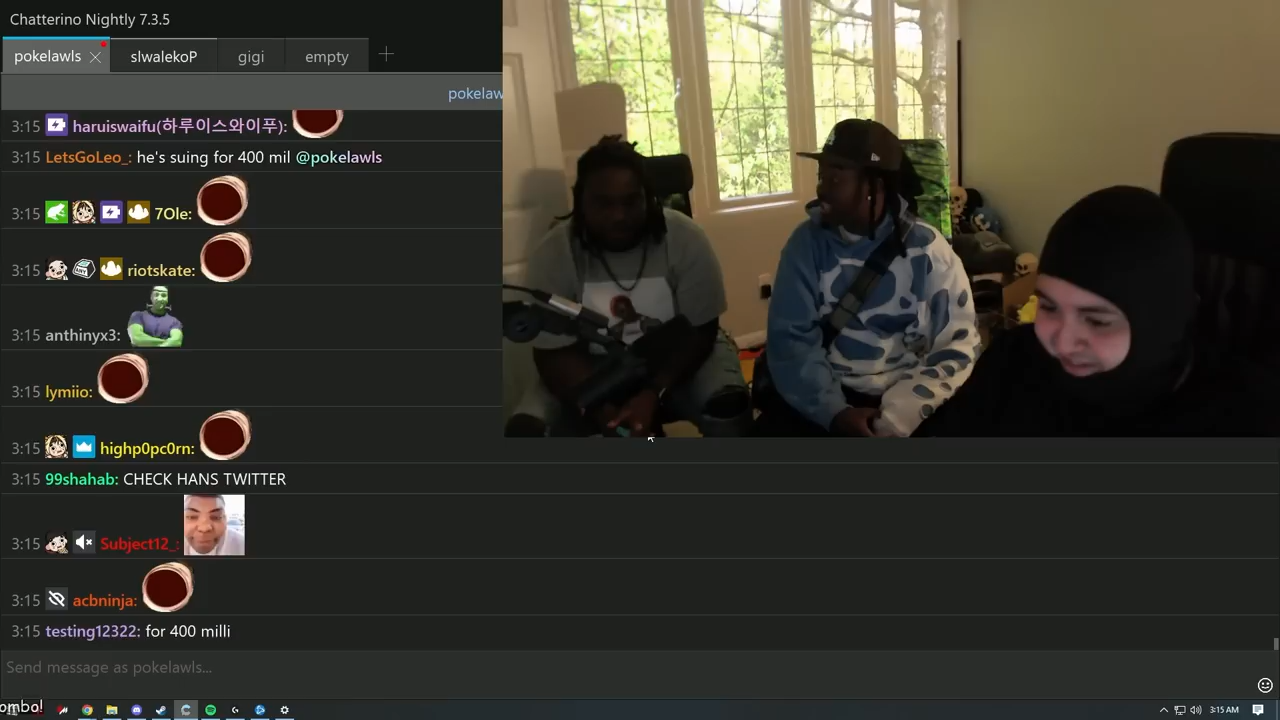 Chatterino Nightly 7.3.5
pokelawls
slwalekoP
gigi
empty
pokelaw
3:15 haruiswaifu(하루이스와이푸):
3:15 LetsGoLeo_: he's suing for 400 mil @pokelawls
3:15 7Ole:
3:15 riotskate:
3:15 anthinyx3:
3:15 lymiio:
3:15 highp0pc0rn:
3:15 99shahab: CHECK HANS TWITTER
3:15 Subject12_:
3:15 acbninja:
3:15 testing12322: for 400 milli
Send message as pokelawls...
ombo!
3:15 AM